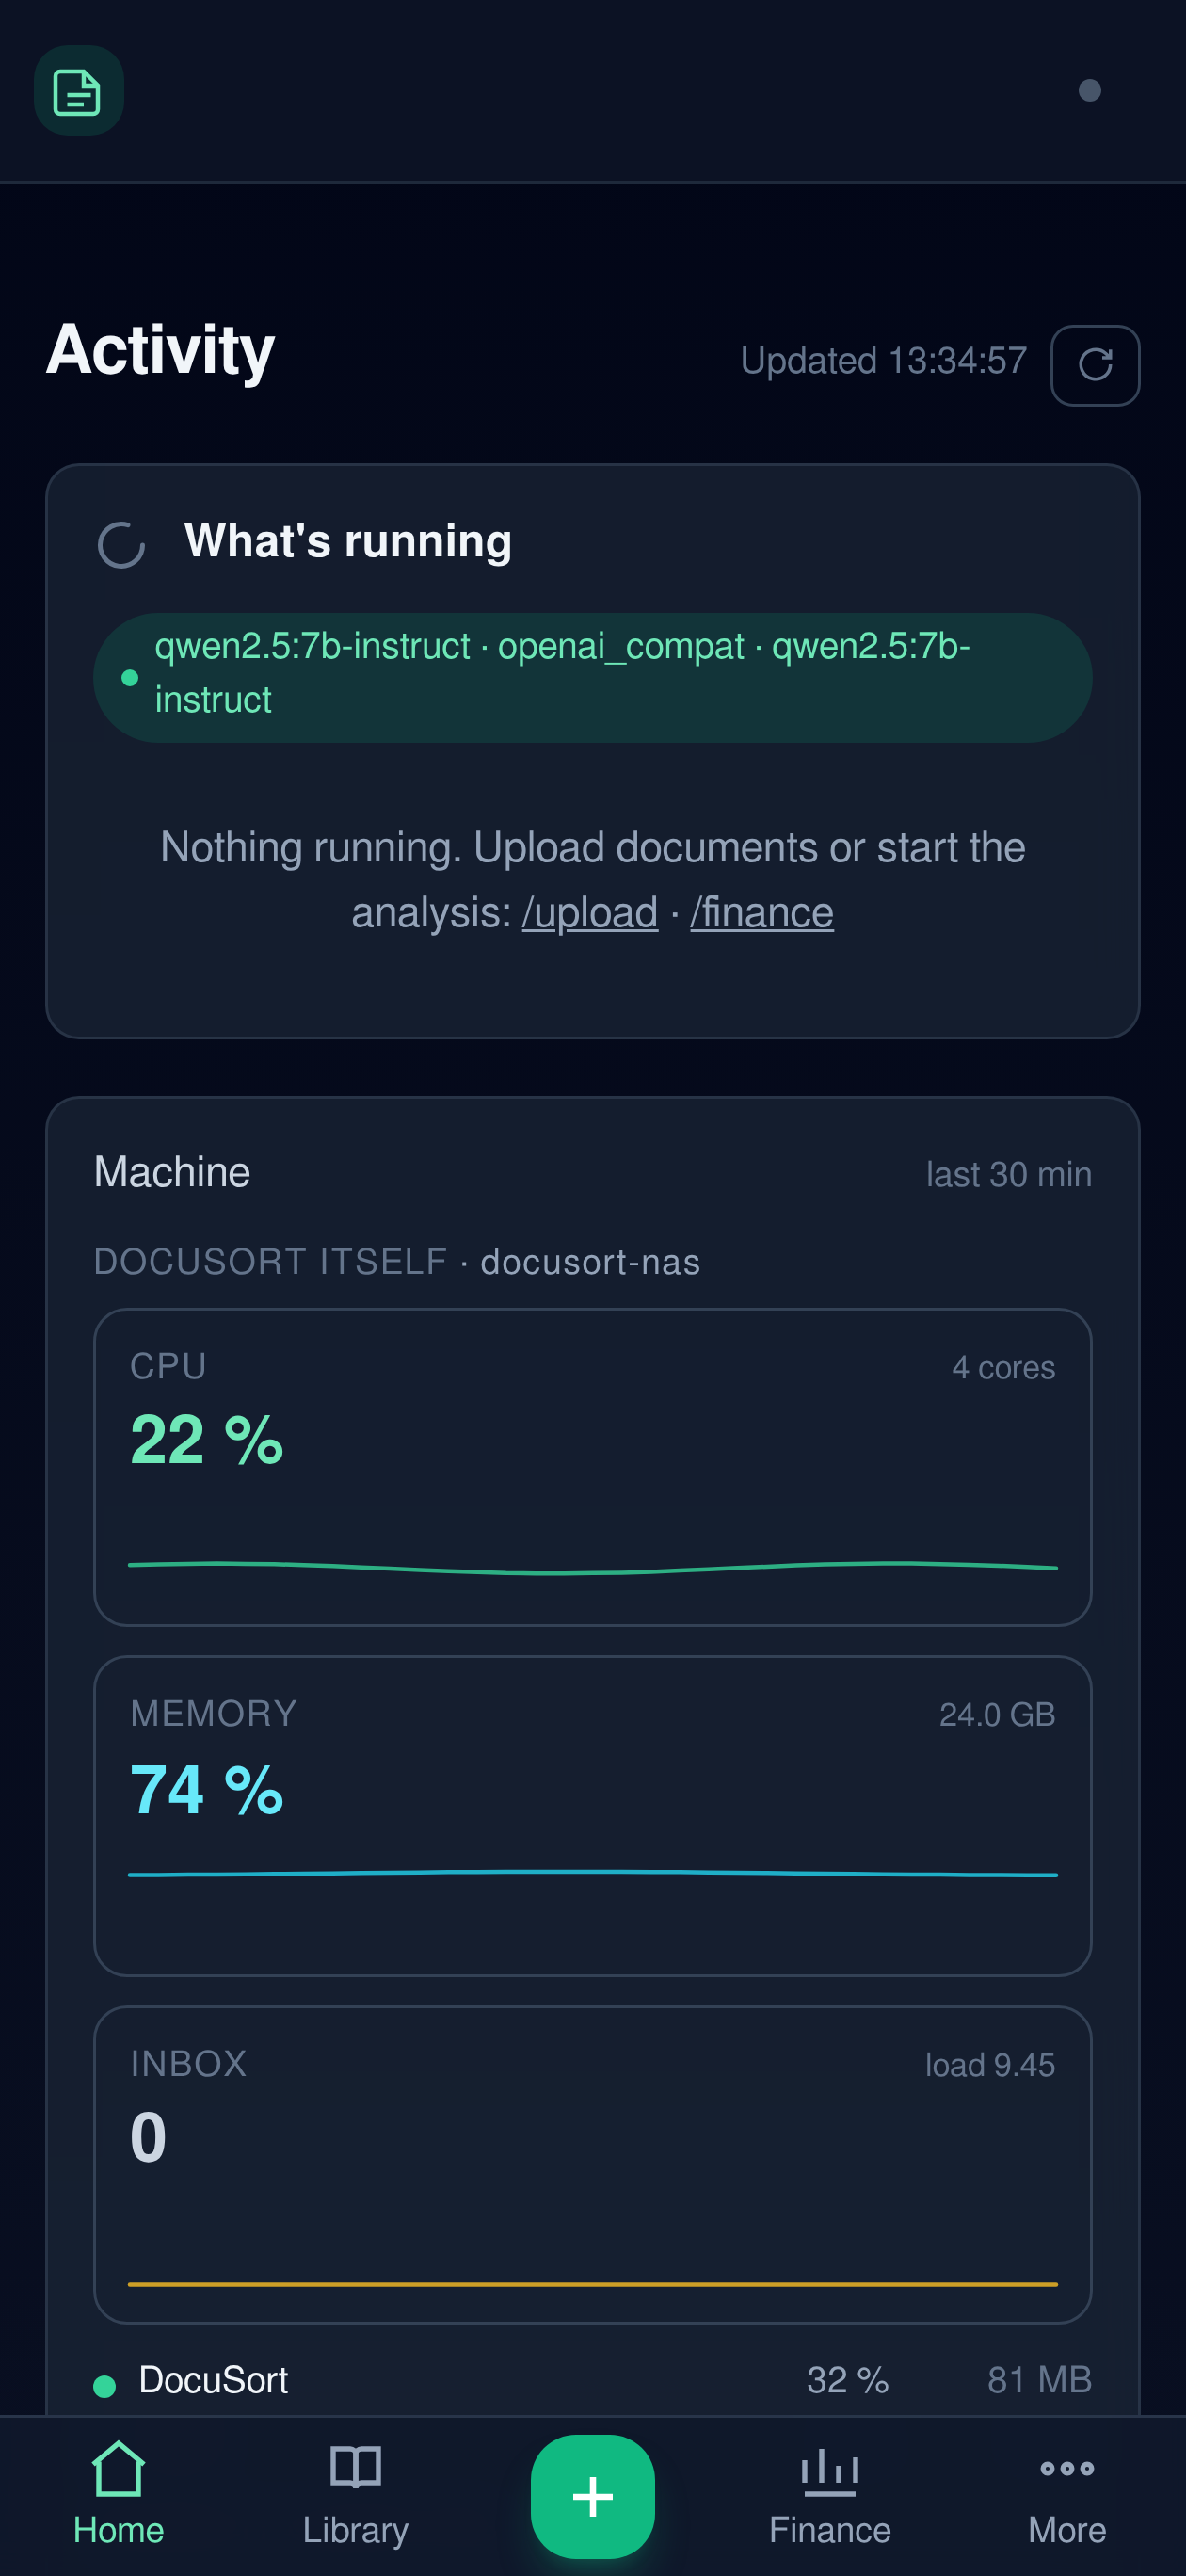 Activity
Updated 13:34:57
What's running
qwen2.5:7b-instruct · openai_compat · qwen2.5:7b-
instruct
Nothing running. Upload documents or start the
analysis: /upload · /finance
Machine
last 30 min
DOCUSORT ITSELF · docusort-nas
CPU
4 cores
22 %
MEMORY
24.0 GB
74 %
INBOX
load 9.45
0
DocuSort 32 % 81 MB
Home
Library
+
Finance
More